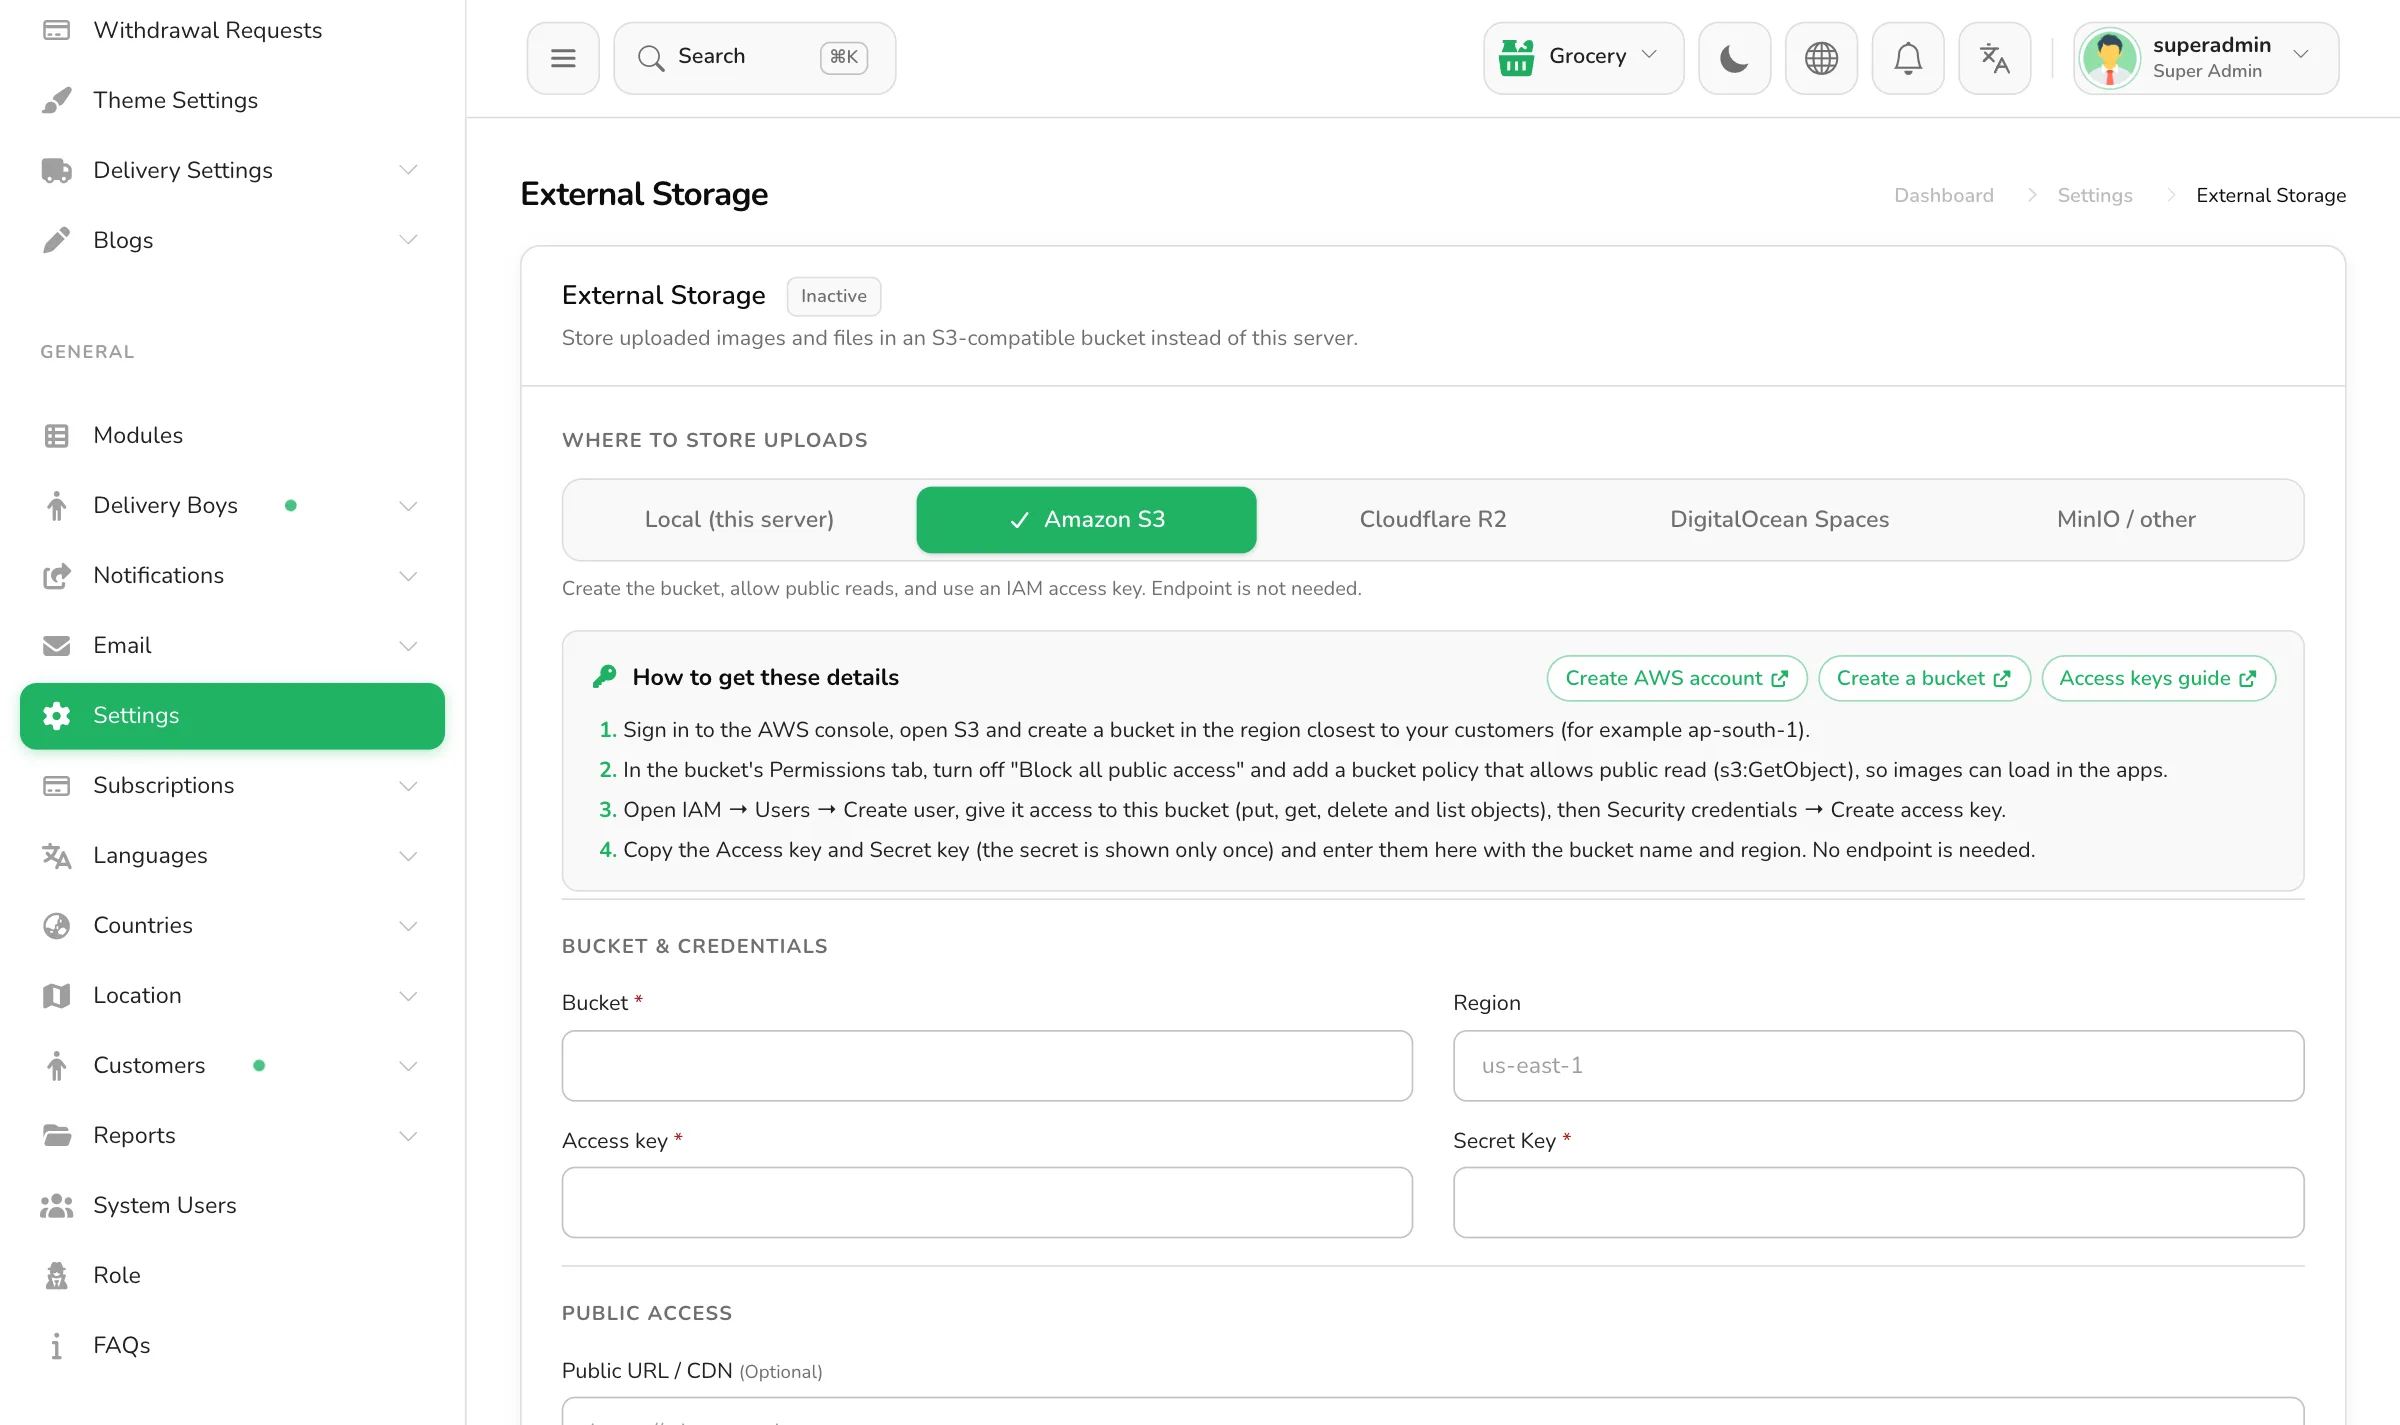 Withdrawal Requests
Theme Settings
Delivery Settings
Blogs
GENERAL
Modules
Delivery Boys
Notifications
Email
Settings
Subscriptions
Languages
Countries
Location
Customers
Reports
System Users
Role
FAQs
Search ⌘K
Grocery
superadmin
Super Admin
External Storage
Dashboard Settings External Storage
External Storage Inactive
Store uploaded images and files in an S3-compatible bucket instead of this server.
WHERE TO STORE UPLOADS
Local (this server) Amazon S3 Cloudflare R2 DigitalOcean Spaces MinIO / other
Create the bucket, allow public reads, and use an IAM access key. Endpoint is not needed.
How to get these details Create AWS account Create a bucket Access keys guide
1. Sign in to the AWS console, open S3 and create a bucket in the region closest to your customers (for example ap-south-1).
2. In the bucket's Permissions tab, turn off "Block all public access" and add a bucket policy that allows public read (s3:GetObject), so images can load in the apps.
3. Open IAM → Users → Create user, give it access to this bucket (put, get, delete and list objects), then Security credentials → Create access key.
4. Copy the Access key and Secret key (the secret is shown only once) and enter them here with the bucket name and region. No endpoint is needed.
BUCKET & CREDENTIALS
Bucket * Region
us-east-1
Access key * Secret Key *
PUBLIC ACCESS
Public URL / CDN (Optional)